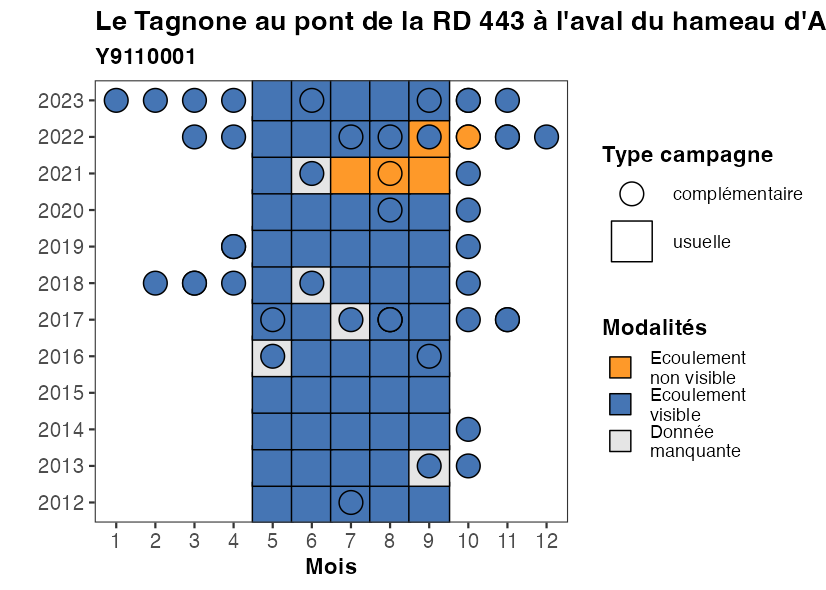 Le Tagnone au pont de la RD 443 à l'aval du hameau d'A
Y9110001
2023
2022
2021
2020
2019
2018
2017
2016
2015
2014
2013
2012
1 2 3 4 5 6 7 8 9 10 11 12
Mois
Type campagne
complémentaire
usuelle
Modalités
Ecoulement
non visible
Ecoulement
visible
Donnée
manquante